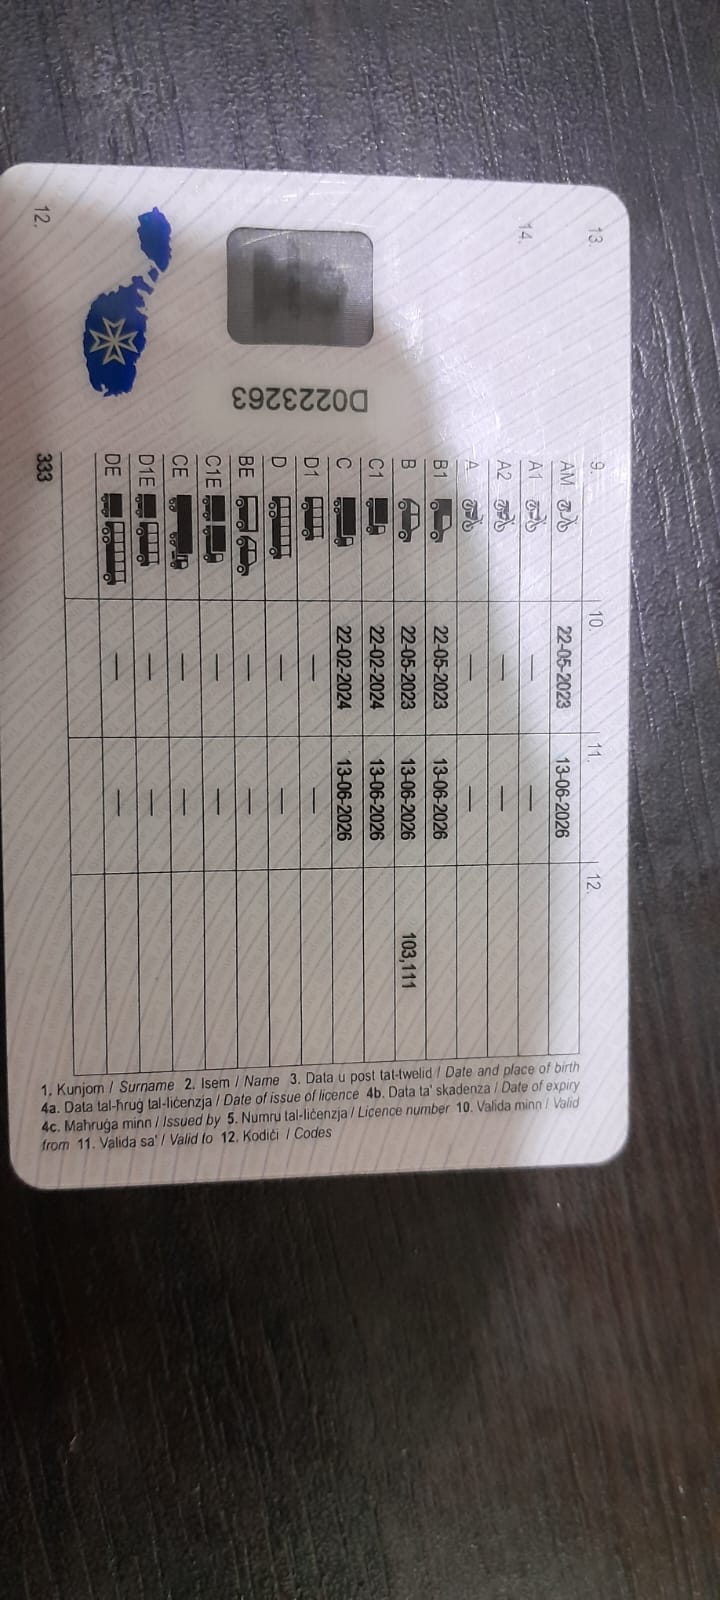 13.
14.
12.
D0223263
9. 10. 11. 12.
AM 22-05-2023 13-06-2026
A1 — —
A2 — —
A — —
B1 22-05-2023 13-06-2026
B 22-05-2023 13-06-2026 103,111
C1 22-02-2024 13-06-2026
C 22-02-2024 13-06-2026
D1 — —
D — —
BE — —
C1E — —
CE — —
D1E — —
DE — —
333
1. Kunjom / Surname 2. Isem / Name 3. Data u post tat-twelid / Date and place of birth
4a. Data tal-ħruġ tal-liċenzja / Date of issue of licence 4b. Data ta' skadenza / Date of expiry
4c. Maħruġa minn / Issued by 5. Numru tal-liċenzja / Licence number 10. Valida minn / Valid
from 11. Valida sa' / Valid to 12. Kodiċi / Codes